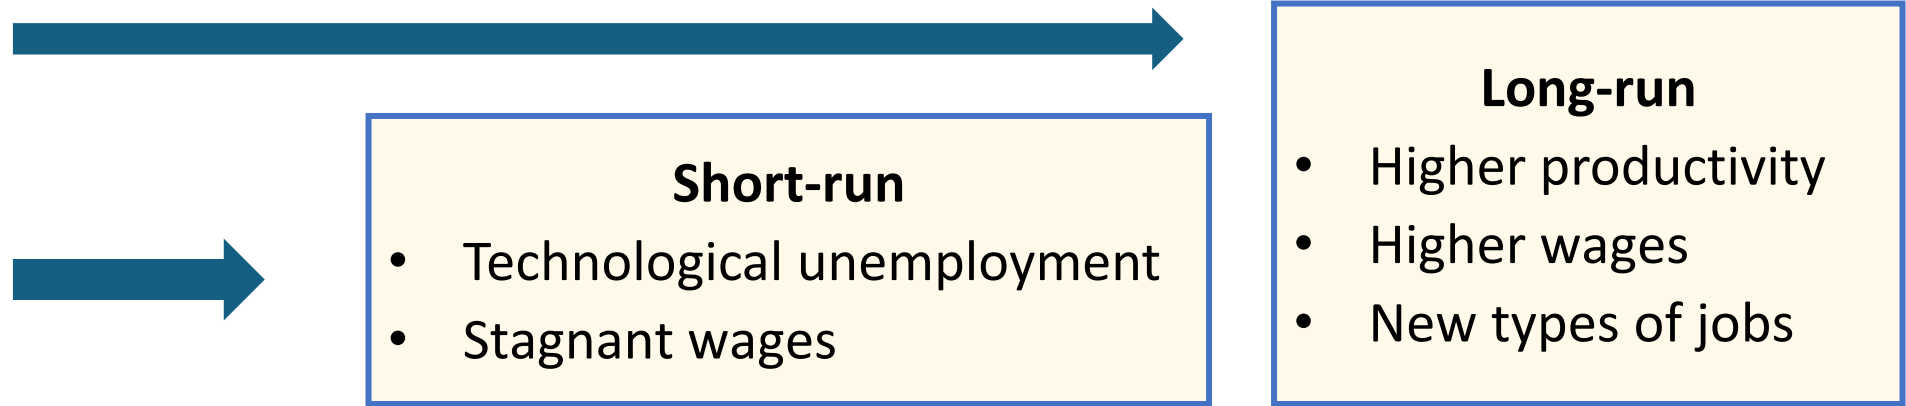 Short-run
• Technological unemployment
• Stagnant wages
Long-run
• Higher productivity
• Higher wages
• New types of jobs